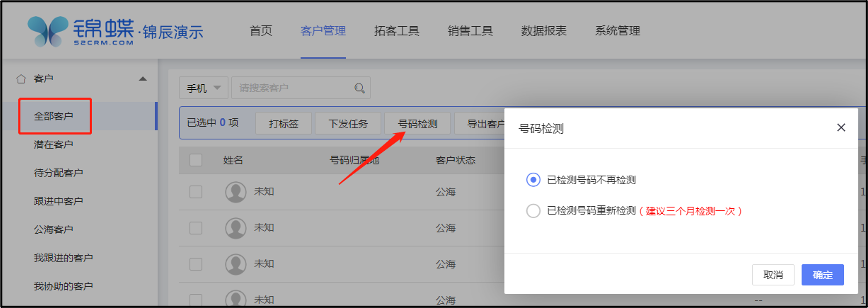 锦蝶 ·锦辰演示
52CRM.COM
首页 客户管理 拓客工具 销售工具 数据报表 系统管理
客户
全部客户
潜在客户
待分配客户
跟进中客户
公海客户
我跟进的客户
我协助的客户
手机 请搜索客户
已选中 0 项 打标签 下发任务 号码检测 导出客户
姓名 号码归属地 客户状态
未知 公海
未知 公海
未知 公海
未知 公海
--
号码检测
已检测号码不再检测
已检测号码重新检测 (建议三个月检测一次)
取消 确定